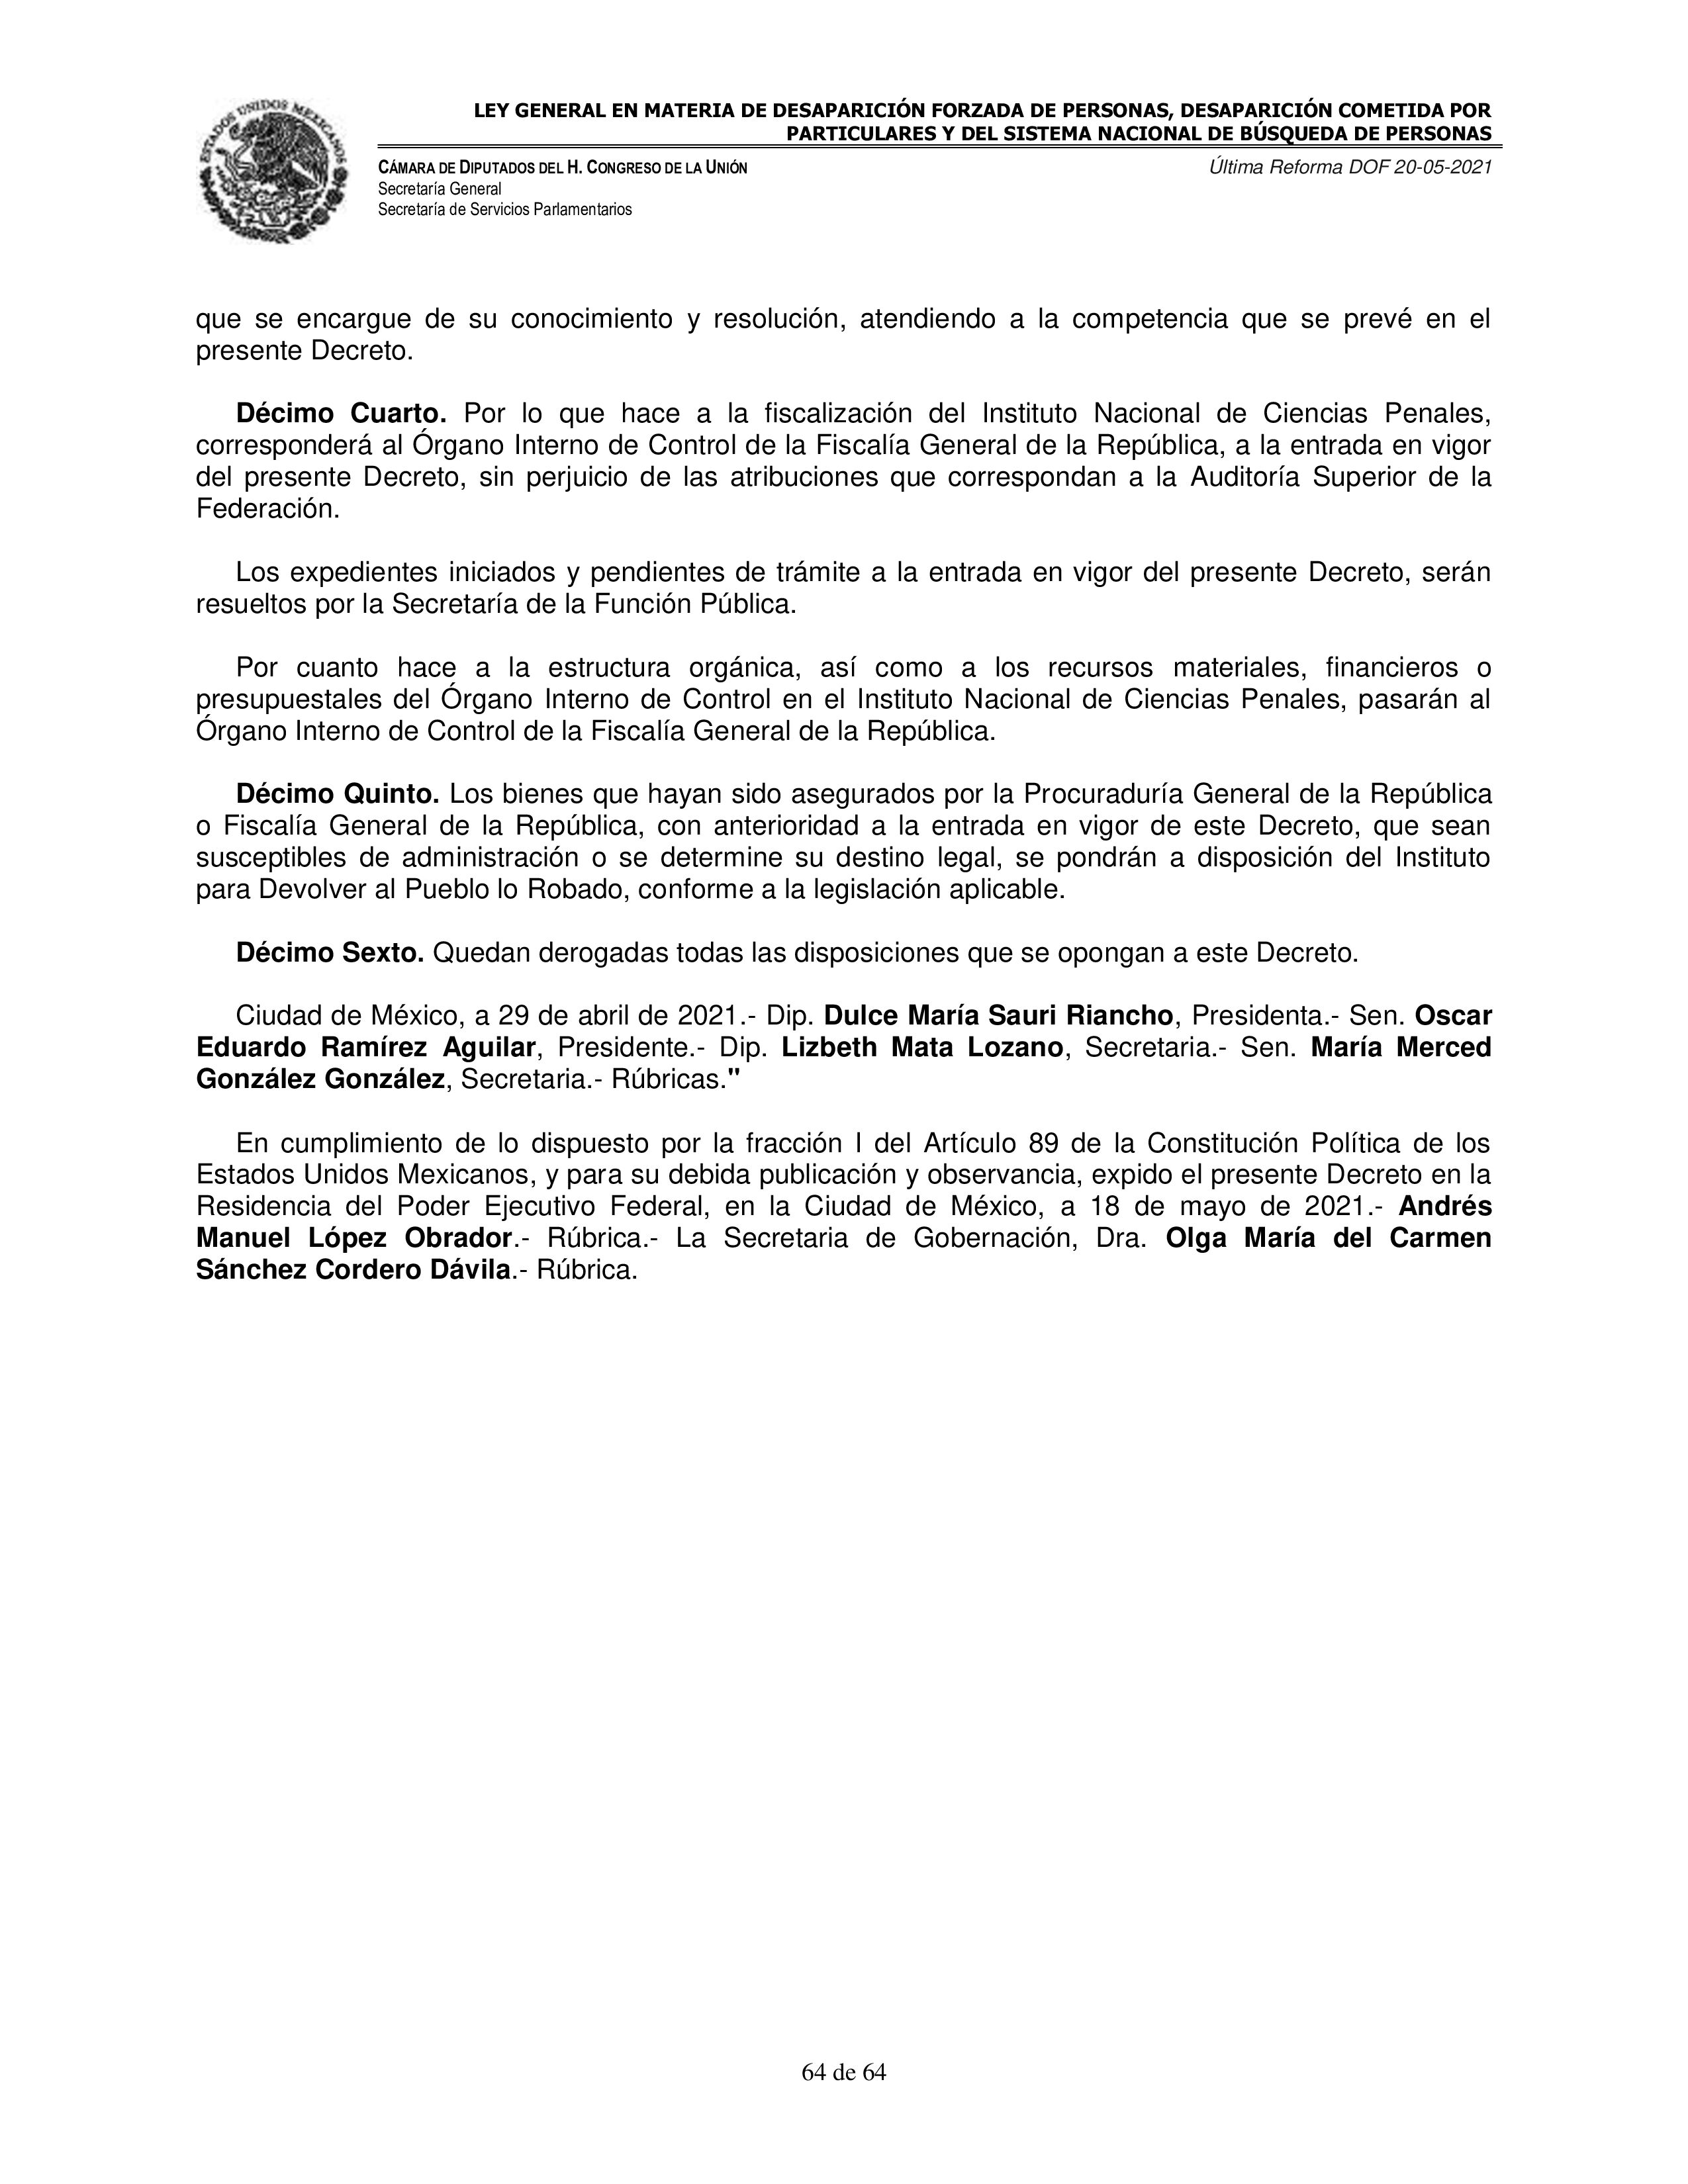 ESTADOS UNIDOS MEXICANOS
LEY GENERAL EN MATERIA DE DESAPARICIÓN FORZADA DE PERSONAS, DESAPARICIÓN COMETIDA POR
PARTICULARES Y DEL SISTEMA NACIONAL DE BÚSQUEDA DE PERSONAS
CÁMARA DE DIPUTADOS DEL H. CONGRESO DE LA UNIÓN
Última Reforma DOF 20-05-2021
Secretaría General
Secretaría de Servicios Parlamentarios
que se encargue de su conocimiento y resolución, atendiendo a la competencia que se prevé en el
presente Decreto.
Décimo Cuarto. Por lo que hace a la fiscalización del Instituto Nacional de Ciencias Penales,
corresponderá al Órgano Interno de Control de la Fiscalía General de la República, a la entrada en vigor
del presente Decreto, sin perjuicio de las atribuciones que correspondan a la Auditoría Superior de la
Federación.
Los expedientes iniciados y pendientes de trámite a la entrada en vigor del presente Decreto, serán
resueltos por la Secretaría de la Función Pública.
Por cuanto hace a la estructura orgánica, así como a los recursos materiales, financieros o
presupuestales del Órgano Interno de Control en el Instituto Nacional de Ciencias Penales, pasarán al
Órgano Interno de Control de la Fiscalía General de la República.
Décimo Quinto. Los bienes que hayan sido asegurados por la Procuraduría General de la República
o Fiscalía General de la República, con anterioridad a la entrada en vigor de este Decreto, que sean
susceptibles de administración o se determine su destino legal, se pondrán a disposición del Instituto
para Devolver al Pueblo lo Robado, conforme a la legislación aplicable.
Décimo Sexto. Quedan derogadas todas las disposiciones que se opongan a este Decreto.
Ciudad de México, a 29 de abril de 2021.- Dip. Dulce María Sauri Riancho, Presidenta.- Sen. Oscar
Eduardo Ramírez Aguilar, Presidente.- Dip. Lizbeth Mata Lozano, Secretaria.- Sen. María Merced
González González, Secretaria.- Rúbricas."
En cumplimiento de lo dispuesto por la fracción I del Artículo 89 de la Constitución Política de los
Estados Unidos Mexicanos, y para su debida publicación y observancia, expido el presente Decreto en la
Residencia del Poder Ejecutivo Federal, en la Ciudad de México, a 18 de mayo de 2021.- Andrés
Manuel López Obrador.- Rúbrica.- La Secretaria de Gobernación, Dra. Olga María del Carmen
Sánchez Cordero Dávila.- Rúbrica.
64 de 64